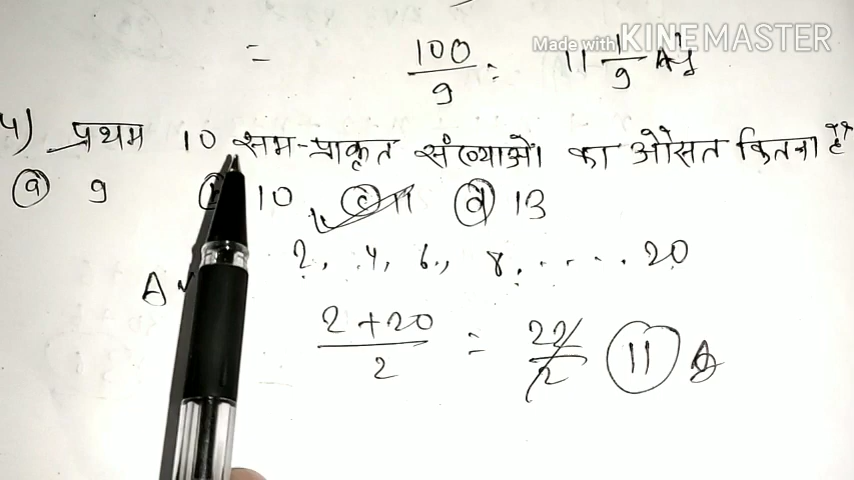 Made with KINEMASTER
= 100/9 = 11 1/9 Ans
4) प्रथम 10 सम-प्राकृत संख्याओं का औसत कितना है
(a) 9 10 (c) 11 (d) 13
2, 4, 6, 8, ..... 20
A
2+20/2 = 22/2 (11) A